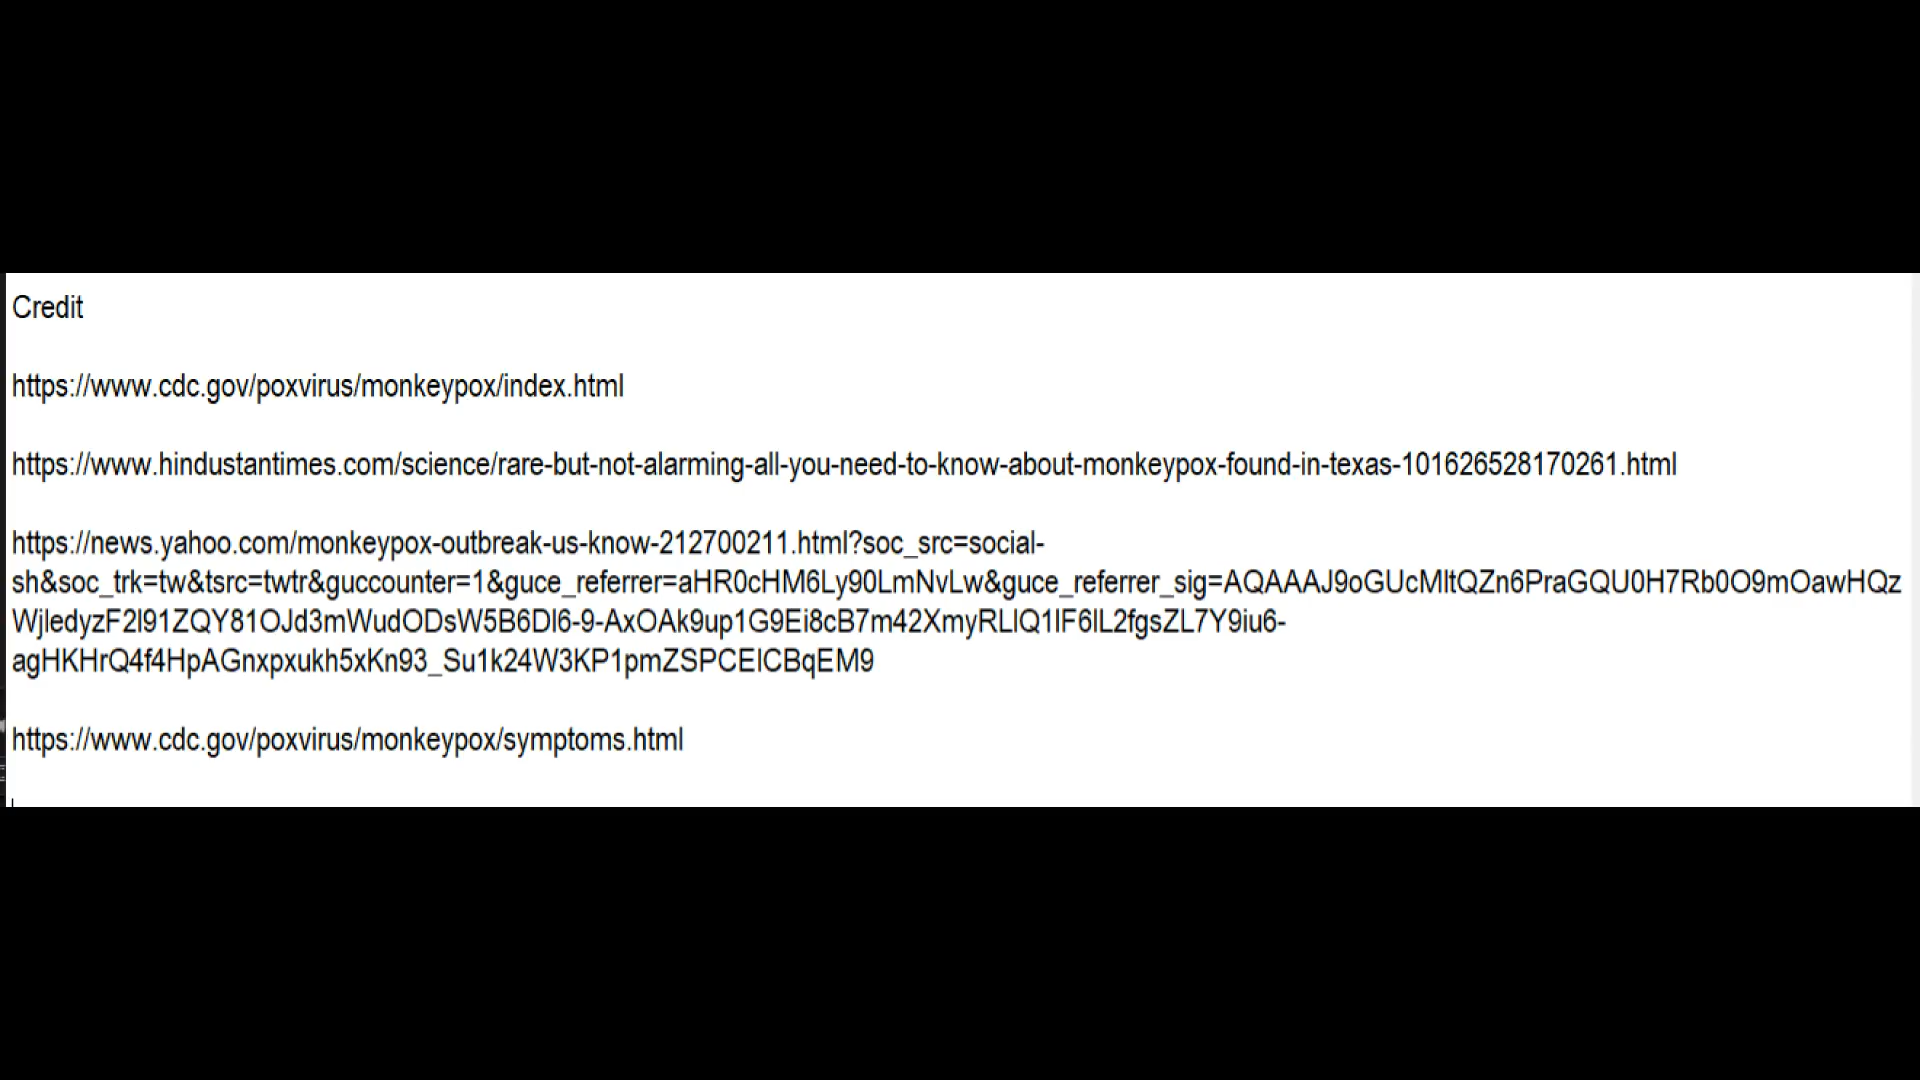 Credit
https://www.cdc.gov/poxvirus/monkeypox/index.html
https://www.hindustantimes.com/science/rare-but-not-alarming-all-you-need-to-know-about-monkeypox-found-in-texas-101626528170261.html
https://news.yahoo.com/monkeypox-outbreak-us-know-212700211.html?soc_src=social-
sh&soc_trk=tw&tsrc=twtr&guccounter=1&guce_referrer=aHR0cHM6Ly90LmNvLw&guce_referrer_sig=AQAAAJ9oGUcMltQZn6PraGQU0H7Rb0O9mOawHQz
WjledyzF2l91ZQY81OJd3mWudODsW5B6Dl6-9-AxOAk9up1G9Ei8cB7m42XmyRLlQ1lF6lL2fgsZL7Y9iu6-
agHKHrQ4f4HpAGnxpxukh5xKn93_Su1k24W3KP1pmZSPCElCBqEM9
https://www.cdc.gov/poxvirus/monkeypox/symptoms.html